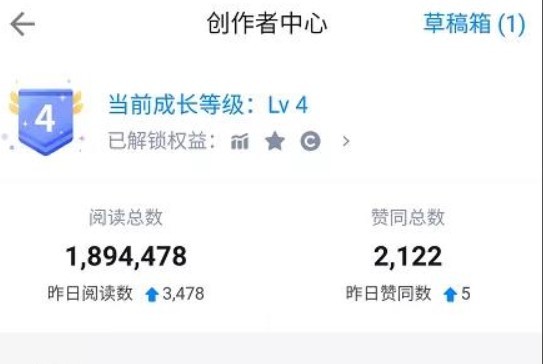 创作者中心 草稿箱 (1)
4
当前成长等级：Lv 4
已解锁权益：
阅读总数 赞同总数
1,894,478 2,122
昨日阅读数 3,478 昨日赞同数 5